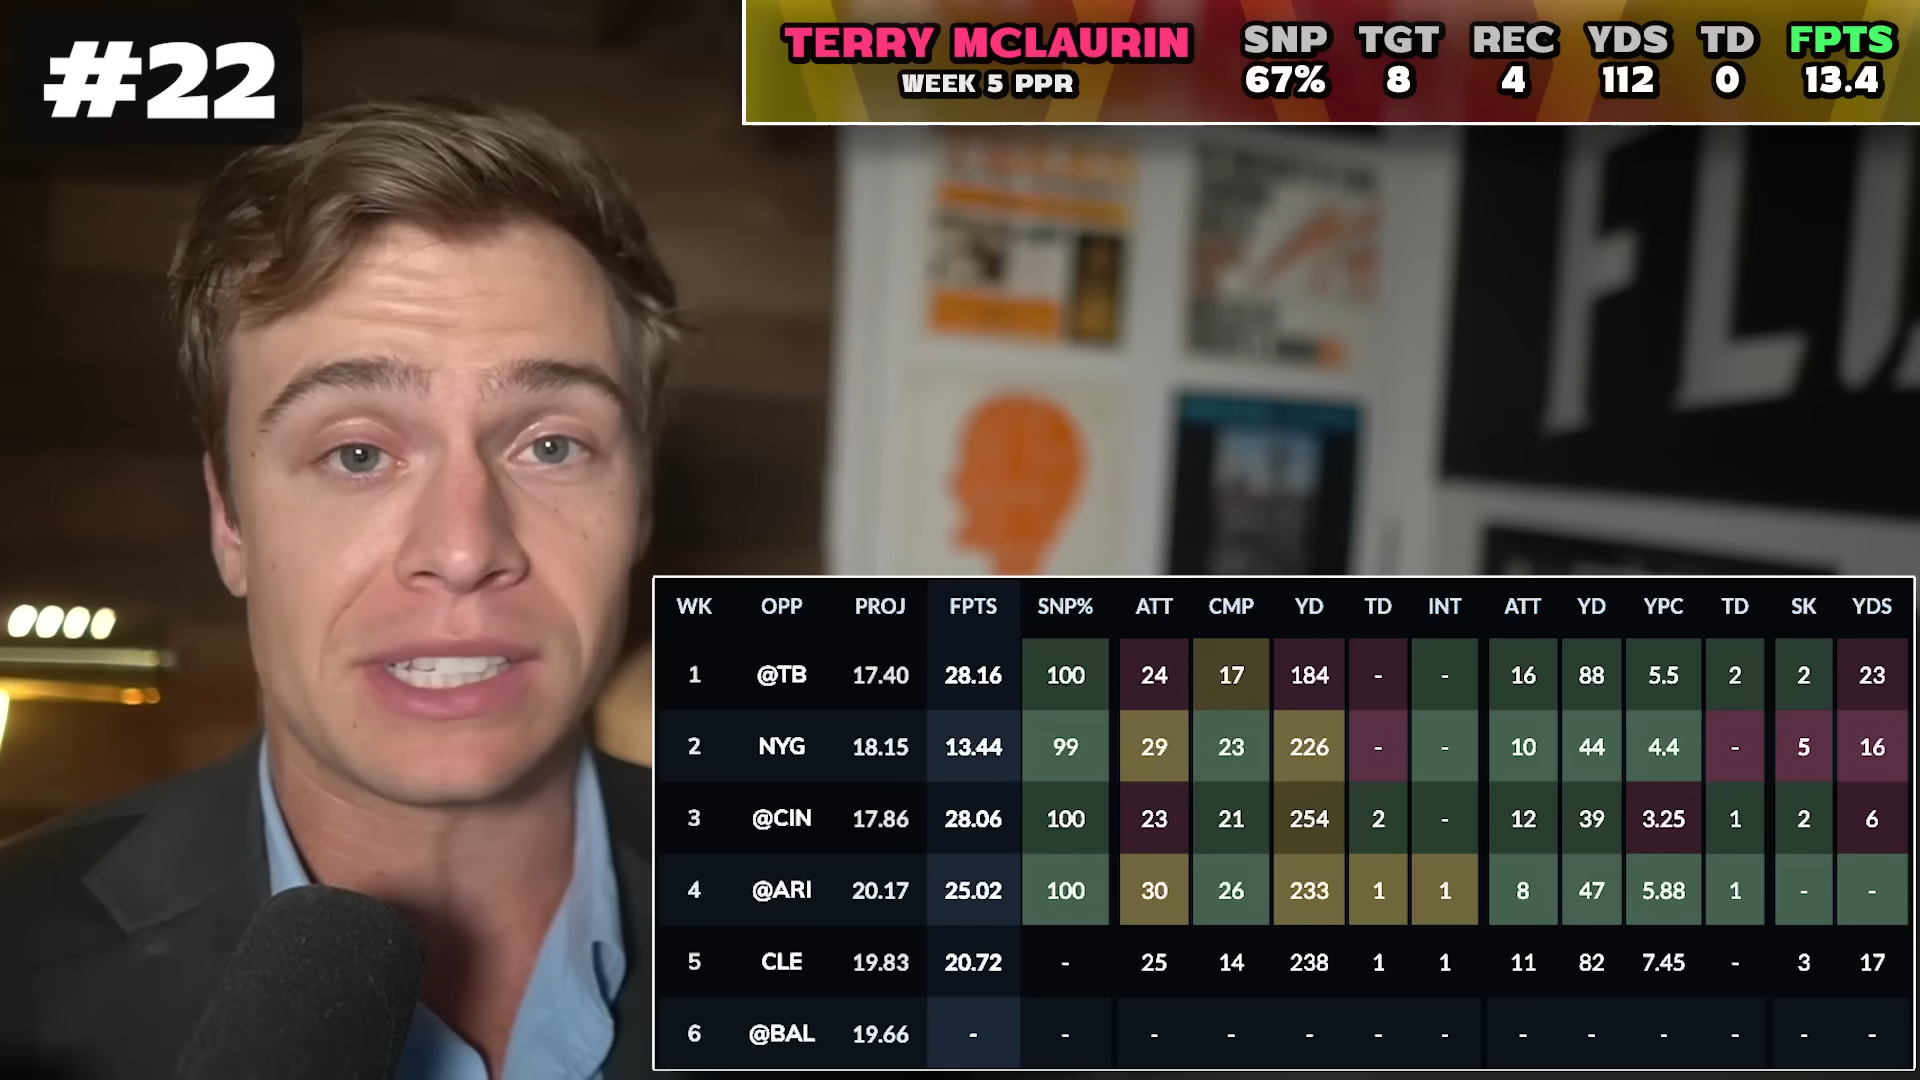 #22
TERRY MCLAURIN SNP TGT REC YDS TD FPTS
WEEK 5 PPR 67% 8 4 112 0 13.4
FL
WK OPP PROJ FPTS SNP% ATT CMP YD TD INT ATT YD YPC TD SK YDS
1 @TB 17.40 28.16 100 24 17 184 - - 16 88 5.5 2 2 23
2 NYG 18.15 13.44 99 29 23 226 - - 10 44 4.4 - 5 16
3 @CIN 17.86 28.06 100 23 21 254 2 - 12 39 3.25 1 2 6
4 @ARI 20.17 25.02 100 30 26 233 1 1 8 47 5.88 1 - -
5 CLE 19.83 20.72 - 25 14 238 1 1 11 82 7.45 - 3 17
6 @BAL 19.66 - - - - - - - - - - - - -